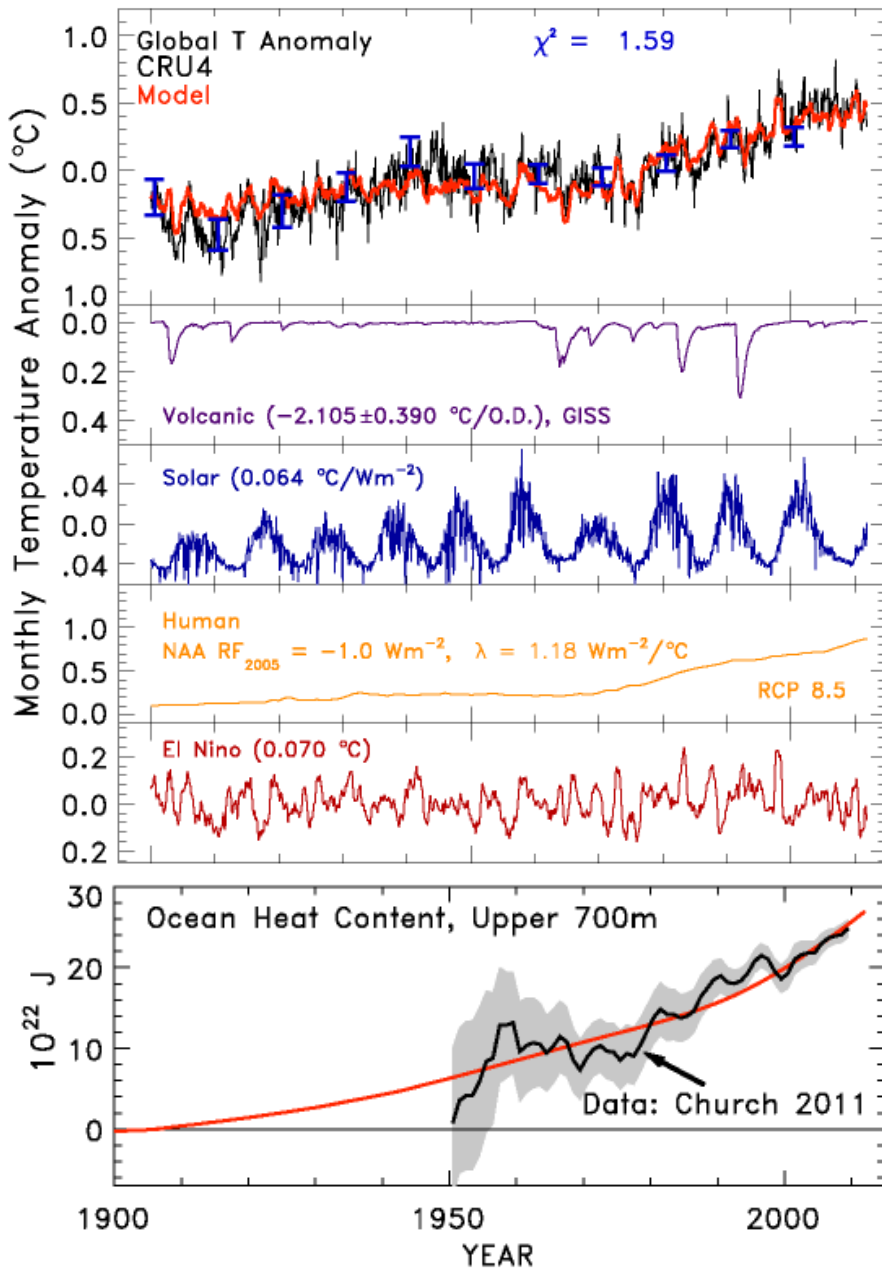 Monthly Temperature Anomaly (°C)
1.0
0.5
0.0
0.5
1.0
Global T Anomaly
CRU4
Model
χ² = 1.59
0.0
0.2
0.4
Volcanic (−2.105±0.390 °C/O.D.), GISS
.04
0.0
.04
Solar (0.064 °C/Wm⁻²)
1.0
0.5
0.0
Human
NAA RF₂₀₀₅ = −1.0 Wm⁻², λ = 1.18 Wm⁻²/°C
RCP 8.5
0.2
0.0
0.2
El Nino (0.070 °C)
10²² J
30
20
10
0
Ocean Heat Content, Upper 700m
Data: Church 2011
1900 1950 2000
YEAR